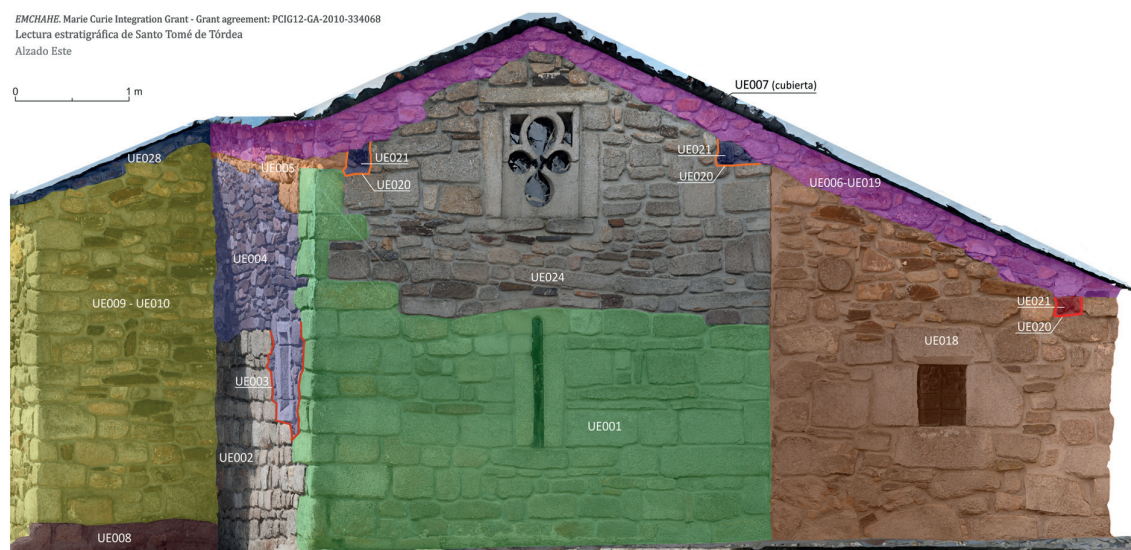 EMCHAHE. Marie Curie Integration Grant - Grant agreement: PCIG12-GA-2010-334068
Lectura estratigráfica de Santo Tomé de Tórdea
Alzado Este
0 1 m
UE007 (cubierta)
UE028
UE005
UE021
UE020
UE021
UE020
UE006-UE019
UE004
UE024
UE009 - UE010
UE021
UE020
UE018
UE003
UE001
UE002
UE008